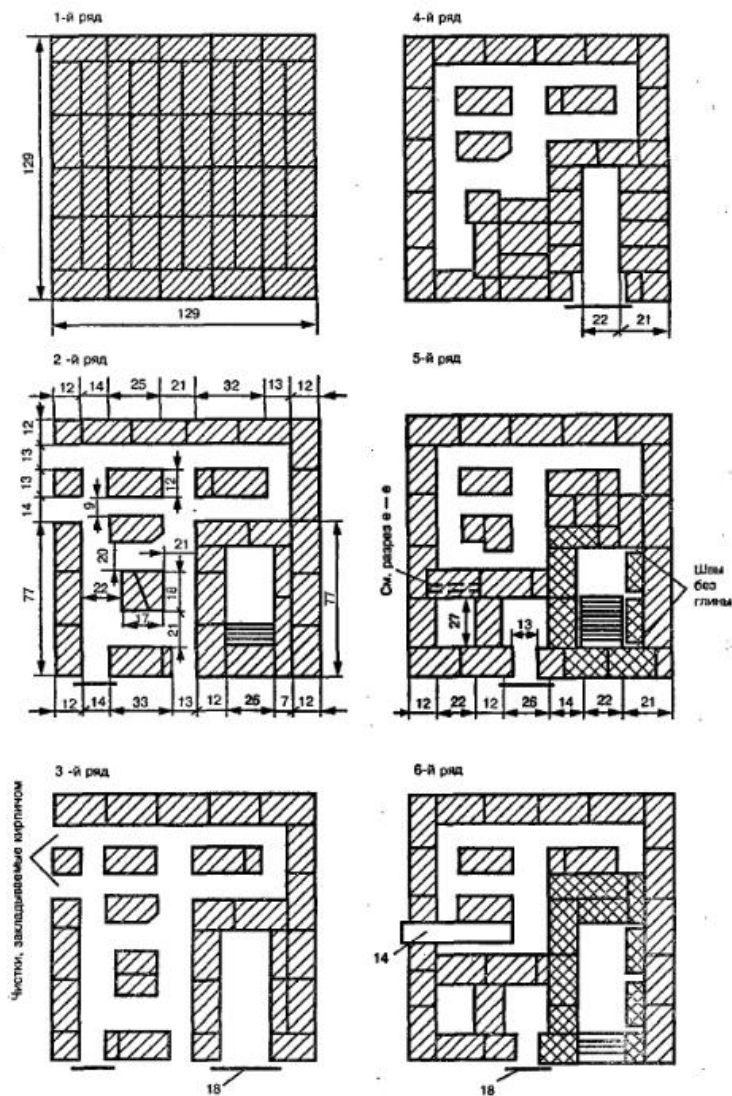 1-й ряд
129
129
4-й ряд
22 21
2 -й ряд
12 14 25 21 32 13 12
12
13
13
14
77
12
9
20
21
18
17
21
77
12 14 33 13 12 25 7 12
5-й ряд
См. разрез е — е
Швы
без
глины
27
13
12 22 12 26 14 22 21
3 -й ряд
Чистки, закладываемые кирпичом
18
6-й ряд
14
18